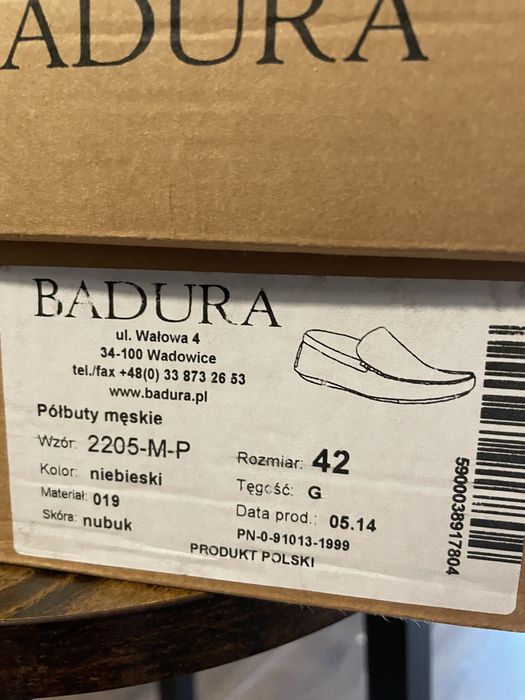 BADURA
BADURA
ul. Wałowa 4
34-100 Wadowice
tel./fax +48(0) 33 873 26 53
www.badura.pl
Półbuty męskie
Wzór: 2205-M-P
Kolor: niebieski
Materiał: 019
Skóra: nubuk
Rozmiar: 42
Tęgość: G
Data prod.: 05.14
PN-0-91013-1999
PRODUKT POLSKI
5900038917804